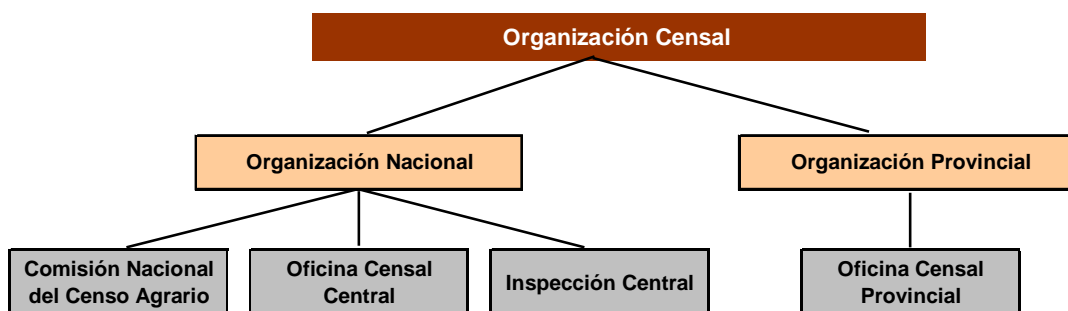 Organización Censal
Organización Nacional
Organización Provincial
Comisión Nacional
del Censo Agrario
Oficina Censal
Central
Inspección Central
Oficina Censal
Provincial